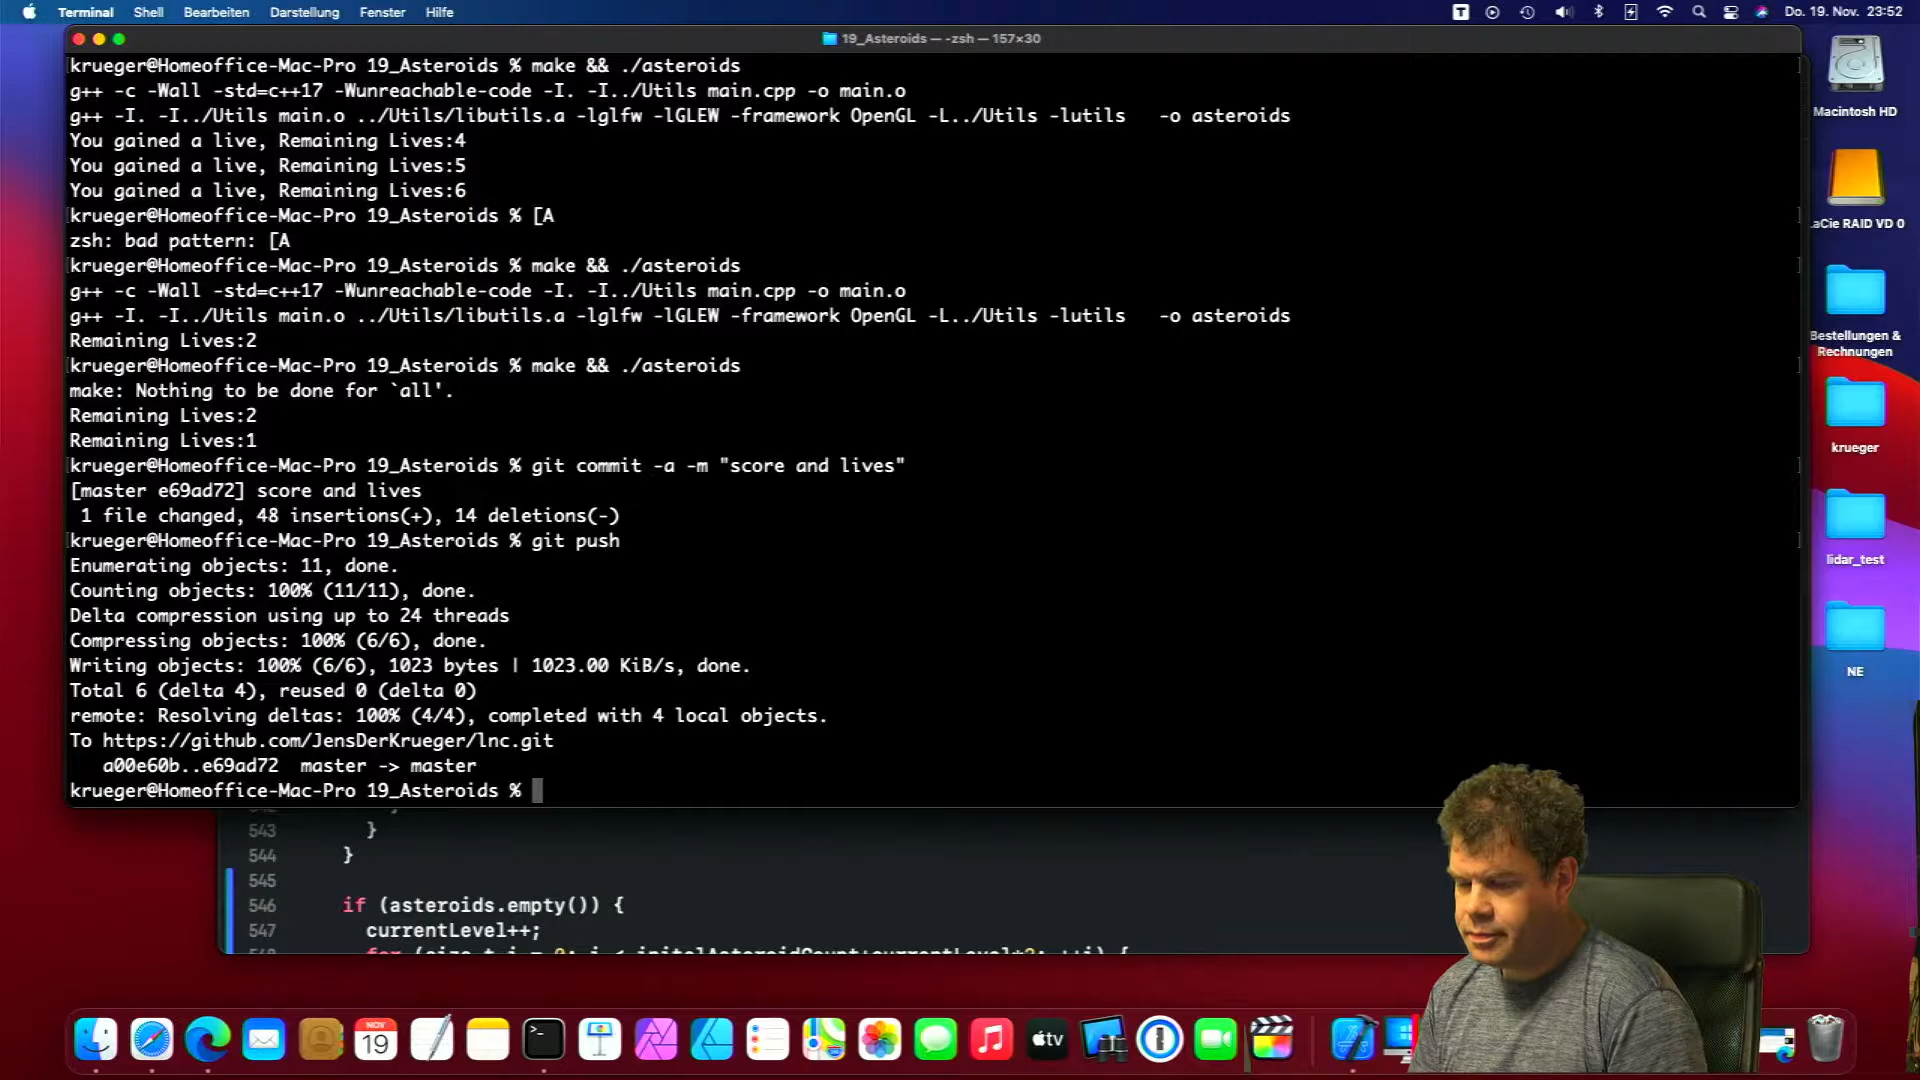 Terminal Shell Bearbeiten Darstellung Fenster Hilfe
Do. 19. Nov. 23:52
19_Asteroids — -zsh — 157×30
krueger@Homeoffice-Mac-Pro 19_Asteroids % make && ./asteroids
g++ -c -Wall -std=c++17 -Wunreachable-code -I. -I../Utils main.cpp -o main.o
g++ -I. -I../Utils main.o ../Utils/libutils.a -lglfw -lGLEW -framework OpenGL -L../Utils -lutils   -o asteroids
You gained a live, Remaining Lives:4
You gained a live, Remaining Lives:5
You gained a live, Remaining Lives:6
krueger@Homeoffice-Mac-Pro 19_Asteroids % [A
zsh: bad pattern: [A
krueger@Homeoffice-Mac-Pro 19_Asteroids % make && ./asteroids
g++ -c -Wall -std=c++17 -Wunreachable-code -I. -I../Utils main.cpp -o main.o
g++ -I. -I../Utils main.o ../Utils/libutils.a -lglfw -lGLEW -framework OpenGL -L../Utils -lutils   -o asteroids
Remaining Lives:2
krueger@Homeoffice-Mac-Pro 19_Asteroids % make && ./asteroids
make: Nothing to be done for `all'.
Remaining Lives:2
Remaining Lives:1
krueger@Homeoffice-Mac-Pro 19_Asteroids % git commit -a -m "score and lives"
[master e69ad72] score and lives
 1 file changed, 48 insertions(+), 14 deletions(-)
krueger@Homeoffice-Mac-Pro 19_Asteroids % git push
Enumerating objects: 11, done.
Counting objects: 100% (11/11), done.
Delta compression using up to 24 threads
Compressing objects: 100% (6/6), done.
Writing objects: 100% (6/6), 1023 bytes | 1023.00 KiB/s, done.
Total 6 (delta 4), reused 0 (delta 0)
remote: Resolving deltas: 100% (4/4), completed with 4 local objects.
To https://github.com/JensDerKrueger/lnc.git
   a00e60b..e69ad72  master -> master
krueger@Homeoffice-Mac-Pro 19_Asteroids %
543 }
544 }
545
546 if (asteroids.empty()) {
547 currentLevel++;
Macintosh HD
LaCie RAID VD 0
Bestellungen &
Rechnungen
krueger
lidar_test
NE
NOV
19
tv